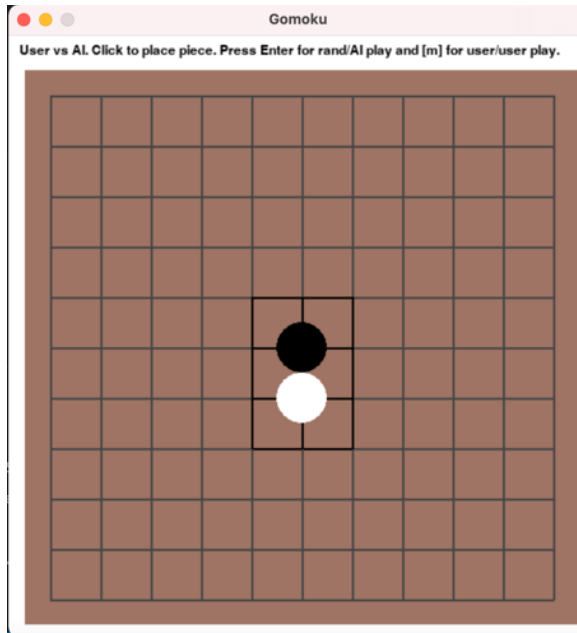 Gomoku
User vs AI. Click to place piece. Press Enter for rand/AI play and [m] for user/user play.